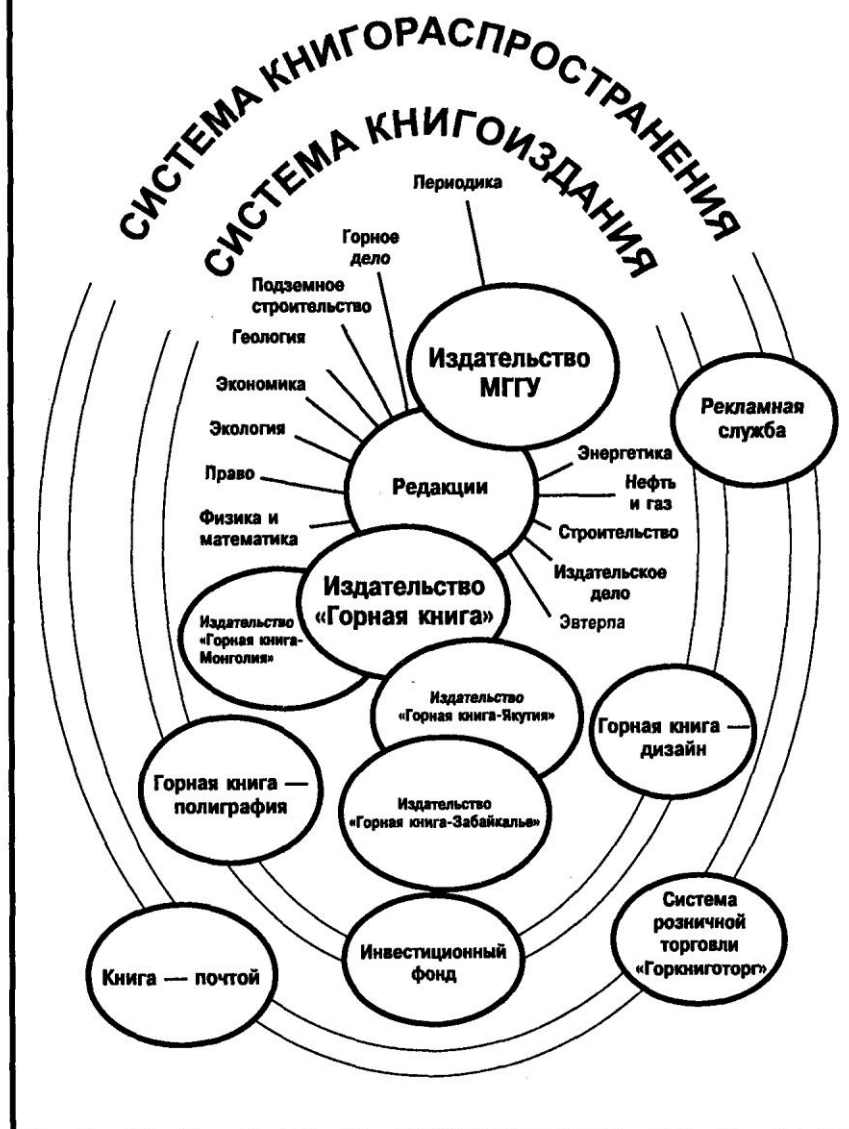 СИСТЕМА КНИГОРАСПРОСТРАНЕНИЯ
СИСТЕМА КНИГОИЗДАНИЯ
Периодика
Горное
дело
Подземное
строительство
Геология
Экономика
Экология
Право
Физика и
математика
Издательство
МГГУ
Рекламная
служба
Редакции
Энергетика
Нефть
и газ
Строительство
Издательское
дело
Эвтерпа
Издательство
«Горная книга»
Издательство
«Горная книга-
Монголия»
Издательство
«Горная книга-Якутия»
Горная книга —
дизайн
Горная книга —
полиграфия
Издательство
«Горная книга-Забайкалье»
Система
розничной
торговли
«Горкниготорг»
Инвестиционный
фонд
Книга — почтой